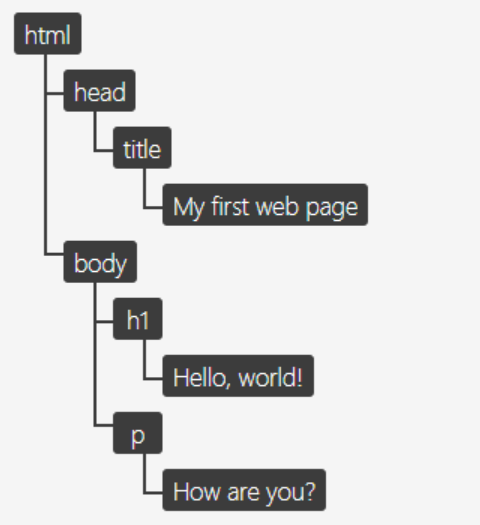 html
head
title
My first web page
body
h1
Hello, world!
p
How are you?